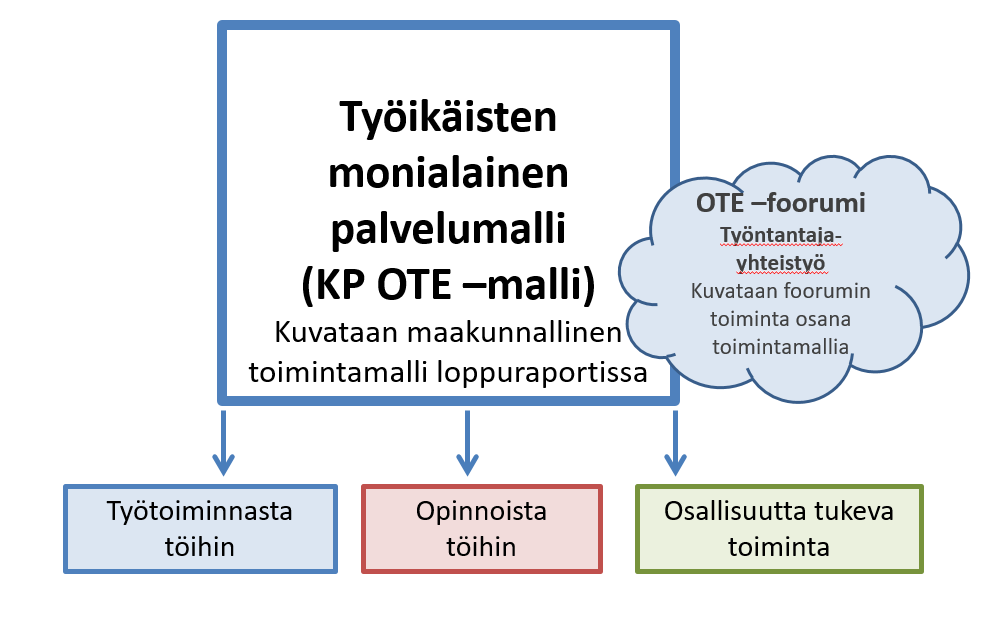 Työikäisten
monialainen
palvelumalli
(KP OTE –malli)
Kuvataan maakunnallinen
toimintamalli loppuraportissa
OTE –foorumi
Työntantaja-
yhteistyö
Kuvataan foorumin
toiminta osana
toimintamallia
Työtoiminnasta
töihin
Opinnoista
töihin
Osallisuutta tukeva
toiminta